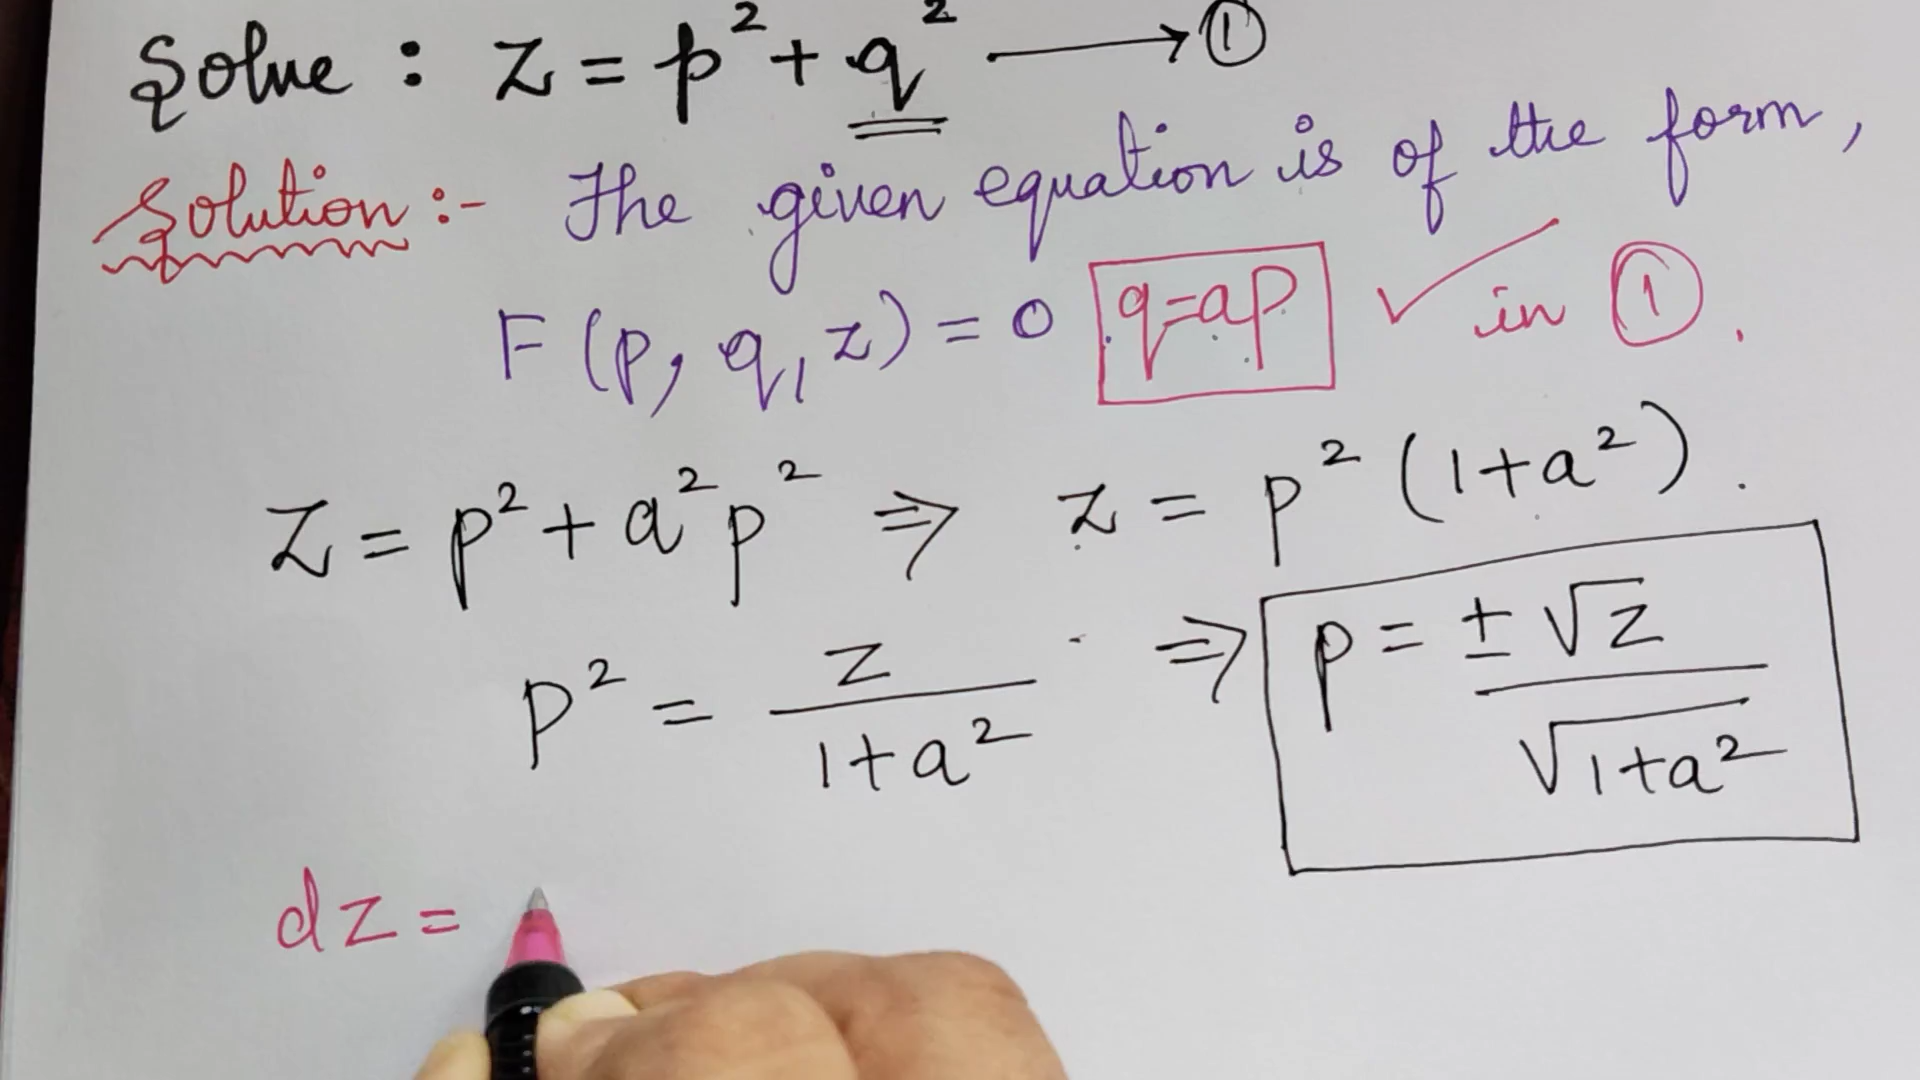 Solve : z = p² + q² ⟶ ①
Solution :- The given equation is of the form,
F (p, q, z) = 0 q=ap ✓ in ① .
z = p² + a²p² ⇒ z = p² (1+a²) .
p² = z / 1+a² ⇒ p = ± √z / √1+a²
dz =